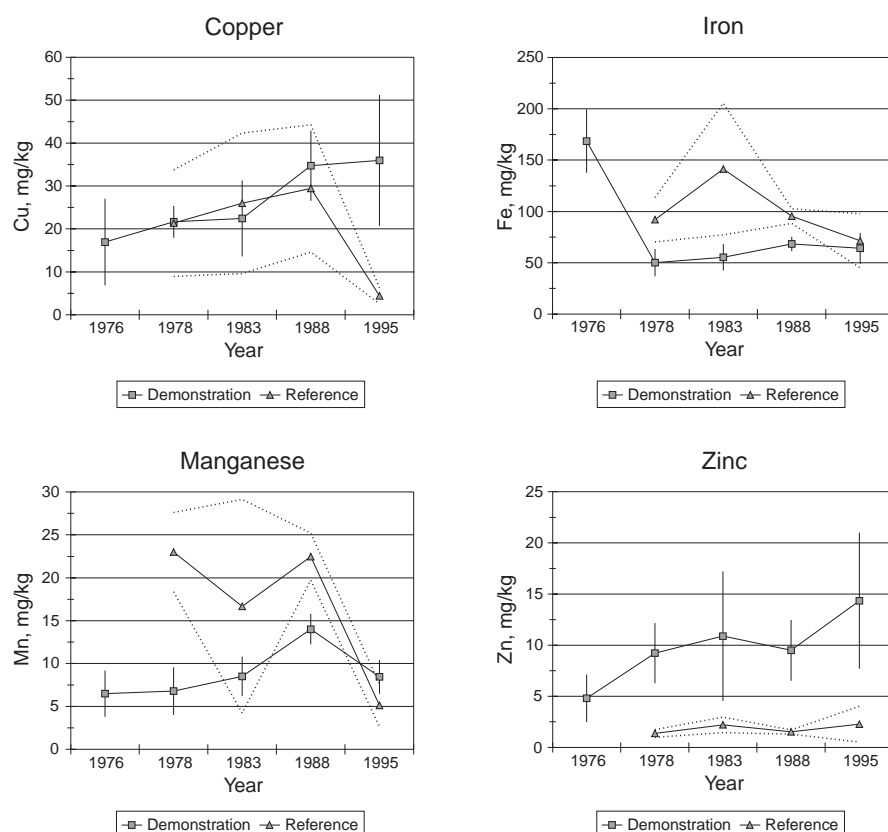 Copper
60
50
40
30
20
10
0
Cu, mg/kg
1976 1978 1983 1988 1995
Year
Demonstration Reference
Iron
250
200
150
100
50
0
Fe, mg/kg
1976 1978 1983 1988 1995
Year
Demonstration Reference
Manganese
30
25
20
15
10
5
0
Mn, mg/kg
1976 1978 1983 1988 1995
Year
Demonstration Reference
Zinc
25
20
15
10
5
0
Zn, mg/kg
1976 1978 1983 1988 1995
Year
Demonstration Reference